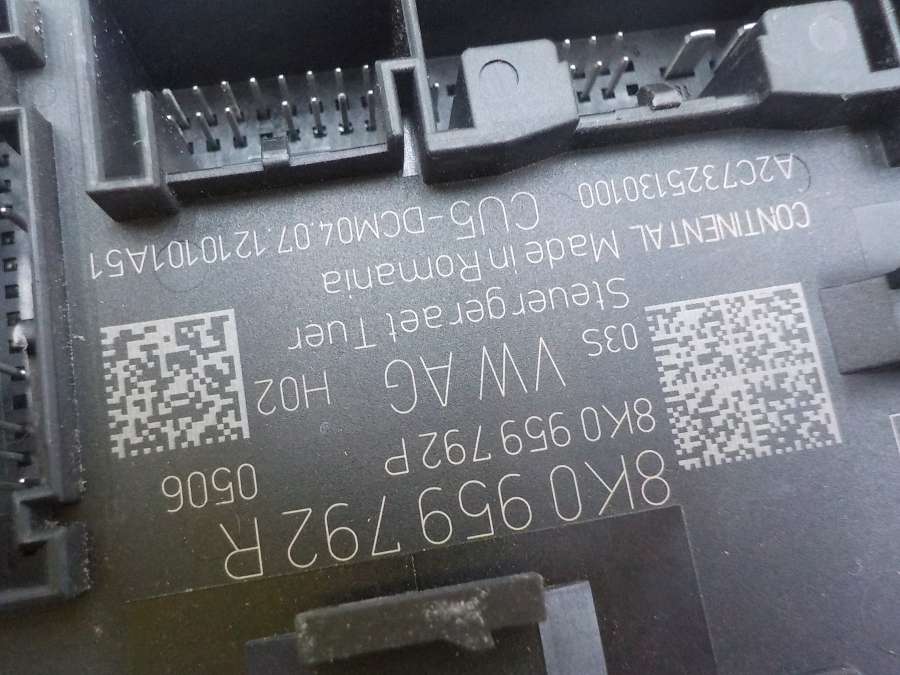 8K0 959 792 R
8K0 959 792 P 0506
03S VW AG H02
Steuergeraet Tuer
CONTINENTAL Made in Romania
A2C7325130100 CU5-DCM04.07.1210101A51